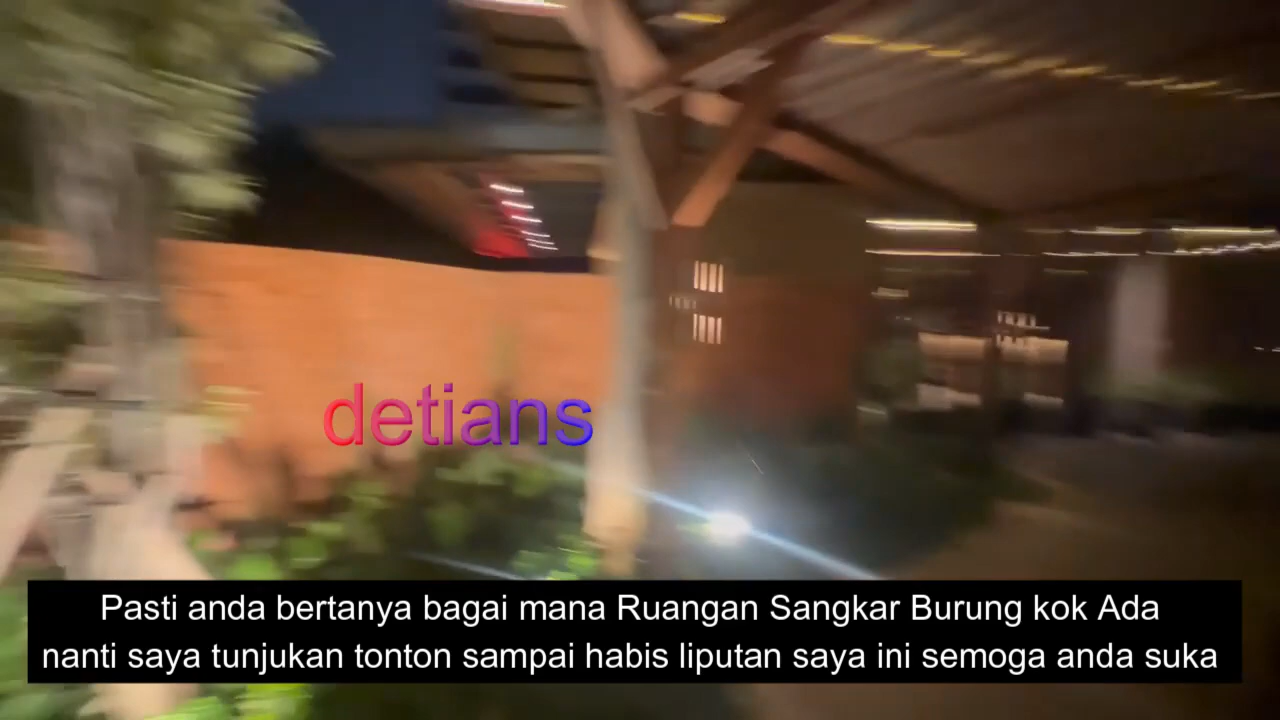 detians
Pasti anda bertanya bagai mana Ruangan Sangkar Burung kok Ada
nanti saya tunjukan tonton sampai habis liputan saya ini semoga anda suka